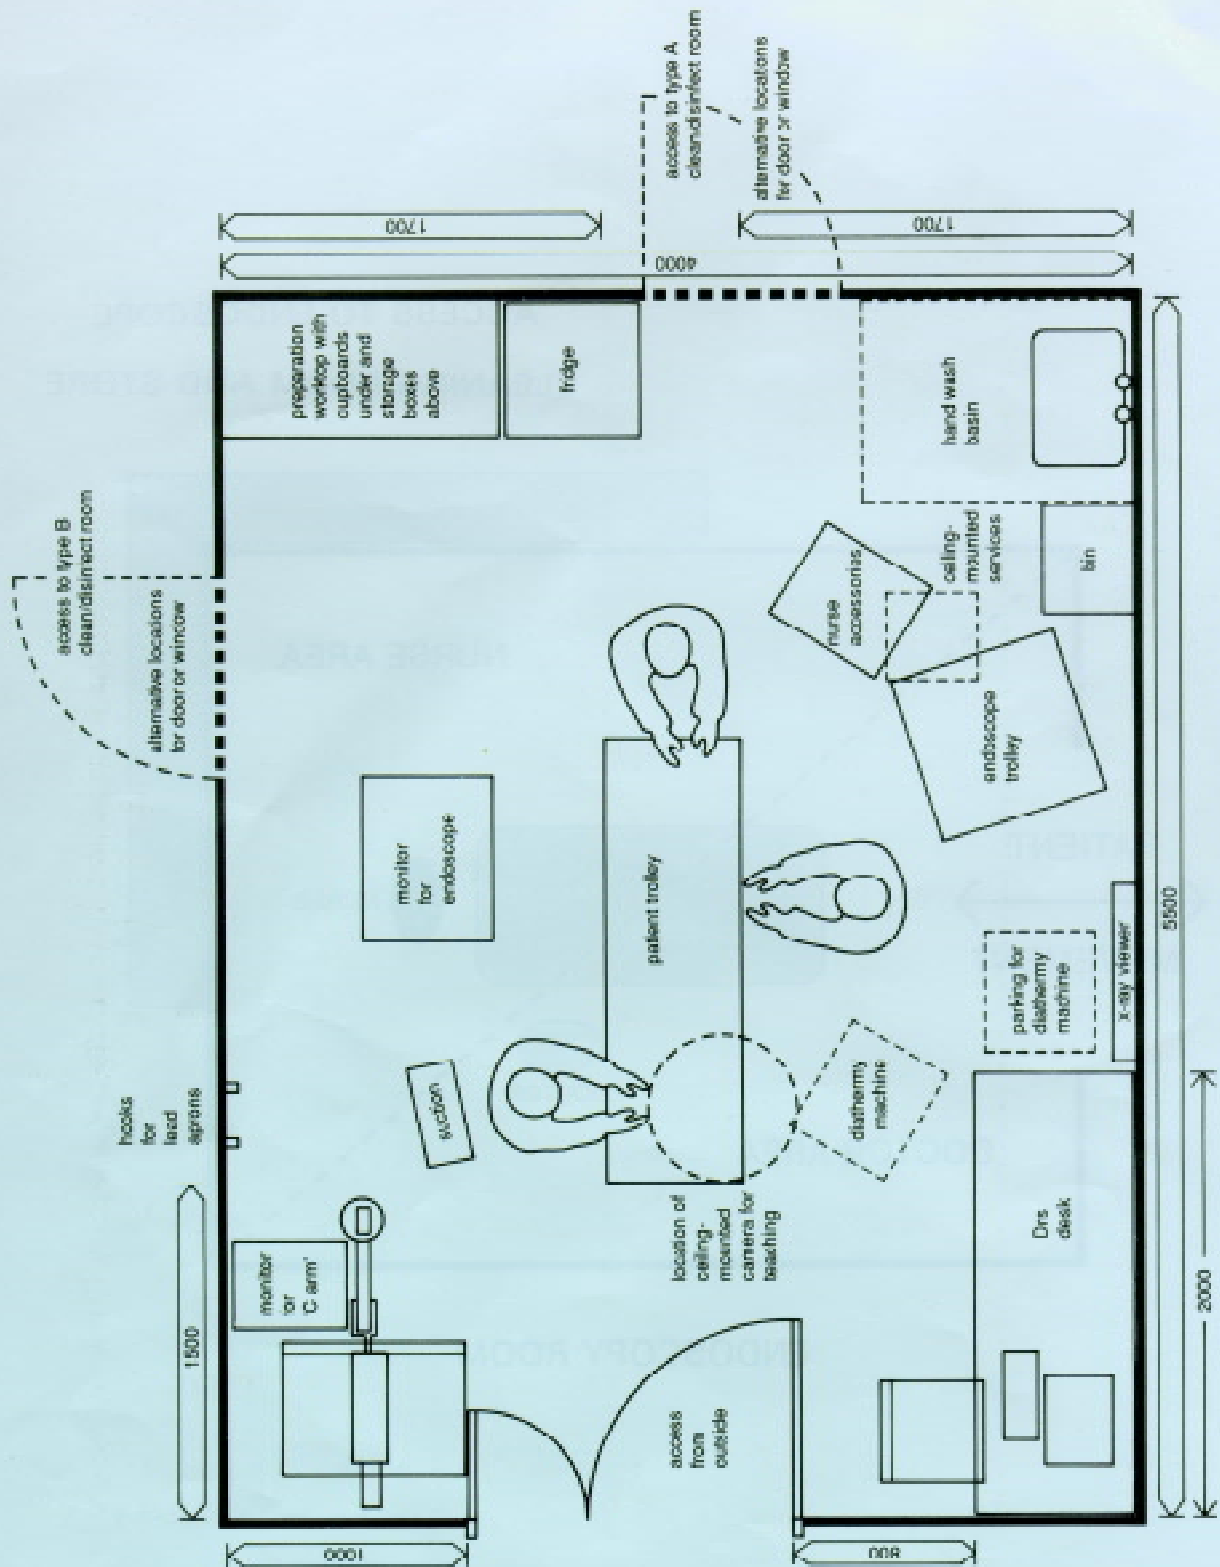 access to type A
clean/disinfect room
alternative locations
for door or window
1700
1700
4000
preparation
worktop with
cupboards
under and
storage
boxes
above
fridge
hand wash
basin
access to type B
clean/disinfect room
alternative locations
for door or window
nurse
accessories
ceiling-
mounted
services
bin
endoscope
trolley
monitor
for
endoscope
patient trolley
5500
parking for
diathermy
machine
x-ray viewer
hooks
for
lead
aprons
suction
diathermy
machine
location of
ceiling-
mounted
camera for
teaching
Drs
desk
monitor
for
'C arm'
1500
2000
access
from
outside
1000
800
NURSE AREA
ENDOSCOPY ROOM